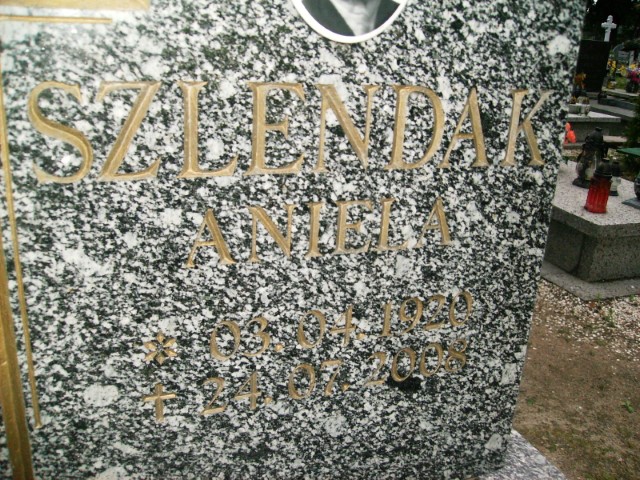 SZLENDAK
ANIELA
* 03. 04. 1920
+ 24. 07. 2008